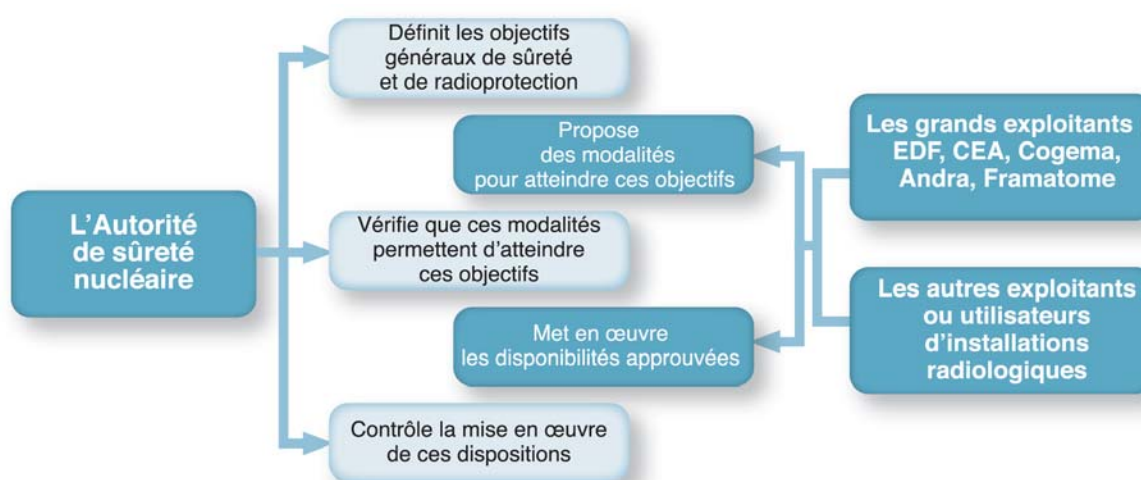 L’Autorité
de sûreté
nucléaire
Définit les objectifs
généraux de sûreté
et de radioprotection
Propose
des modalités
pour atteindre ces objectifs
Vérifie que ces modalités
permettent d’atteindre
ces objectifs
Met en œuvre
les disponibilités approuvées
Contrôle la mise en œuvre
de ces dispositions
Les grands exploitants
EDF, CEA, Cogema,
Andra, Framatome
Les autres exploitants
ou utilisateurs
d’installations
radiologiques